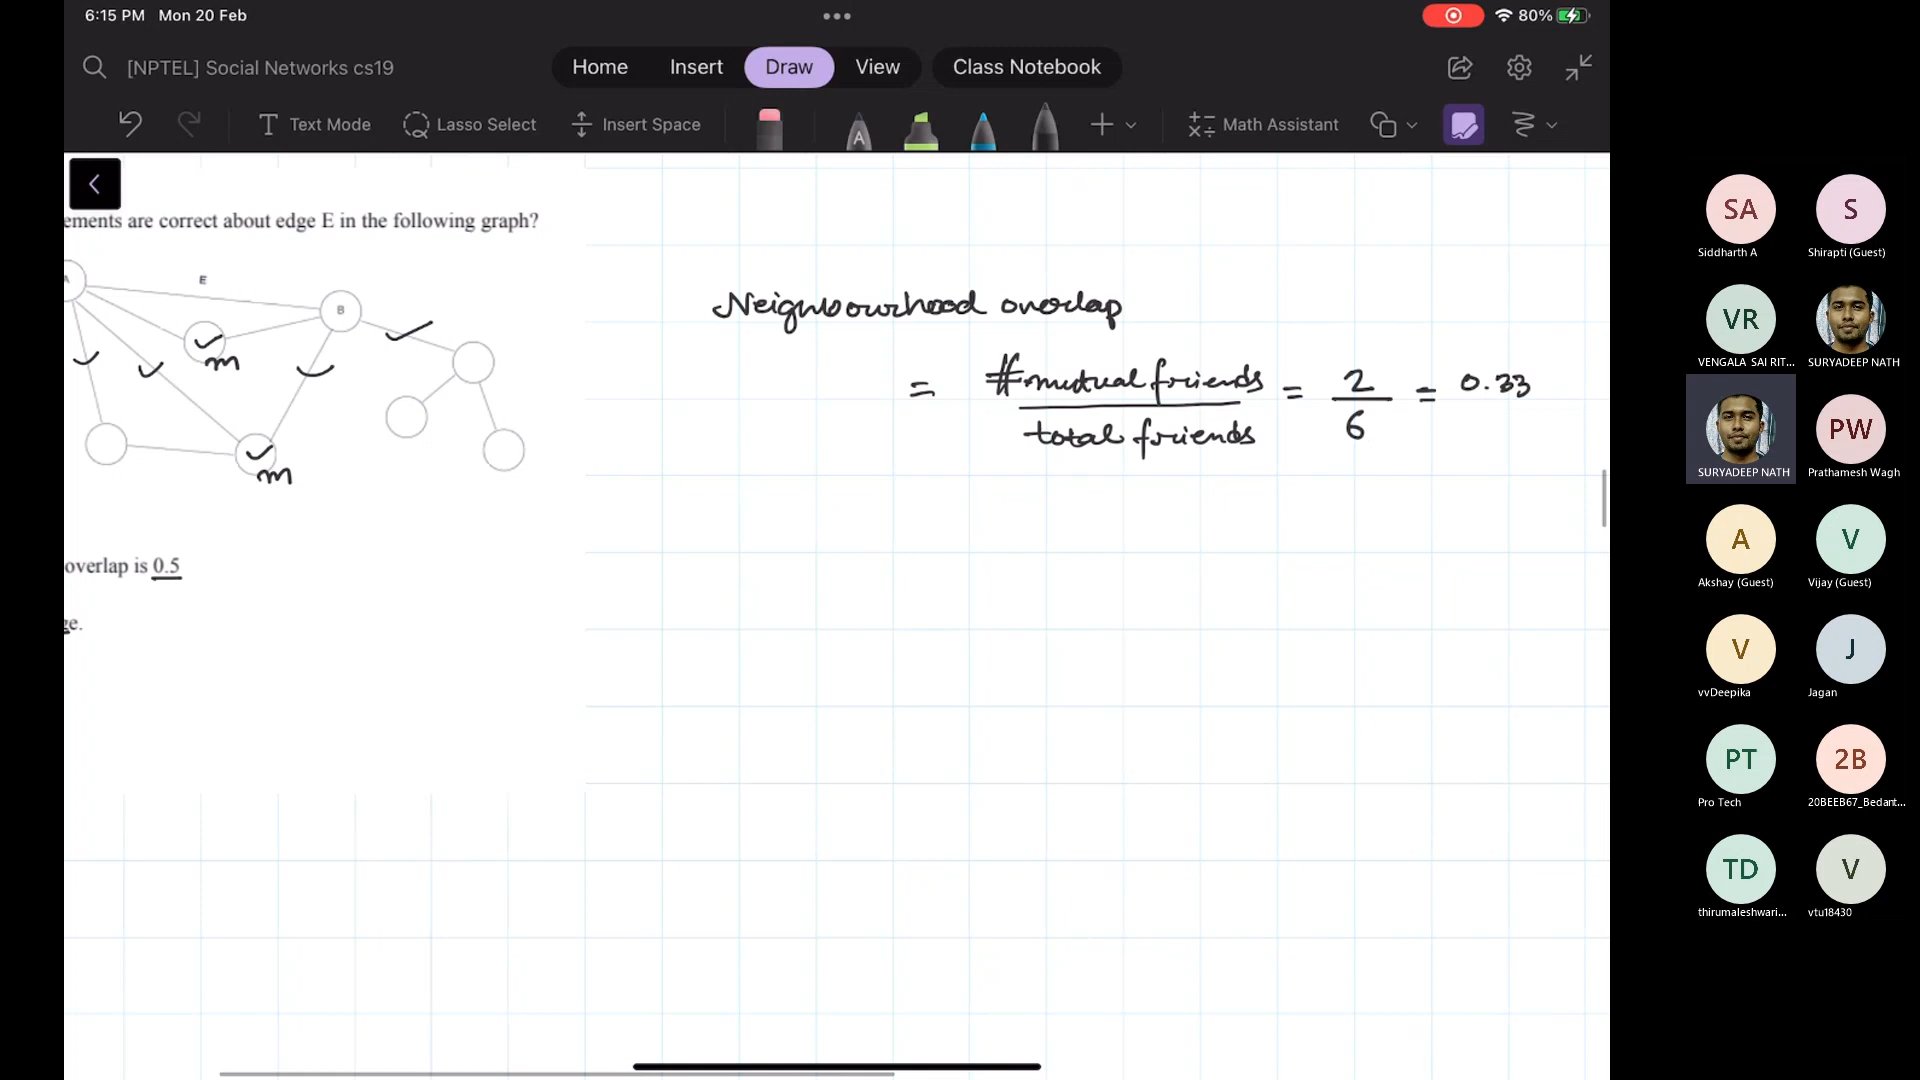 6:15 PM Mon 20 Feb
80%
[NPTEL] Social Networks cs19
Home Insert Draw View Class Notebook
Text Mode Lasso Select Insert Space A Math Assistant
ements are correct about edge E in the following graph?
A
E
B
m
m
overlap is 0.5
ge.
Neighbourhood overlap
= # mutual friends / total friends = 2 / 6 = 0.33
SA
Siddharth A
S
Shirapti (Guest)
VR
VENGALA SAI RIT...
SURYADEEP NATH
SURYADEEP NATH
PW
Prathamesh Wagh
A
Akshay (Guest)
V
Vijay (Guest)
V
vvDeepika
J
Jagan
PT
Pro Tech
2B
20BEEB67_Bedant...
TD
thirumaleshwari...
V
vtu18430